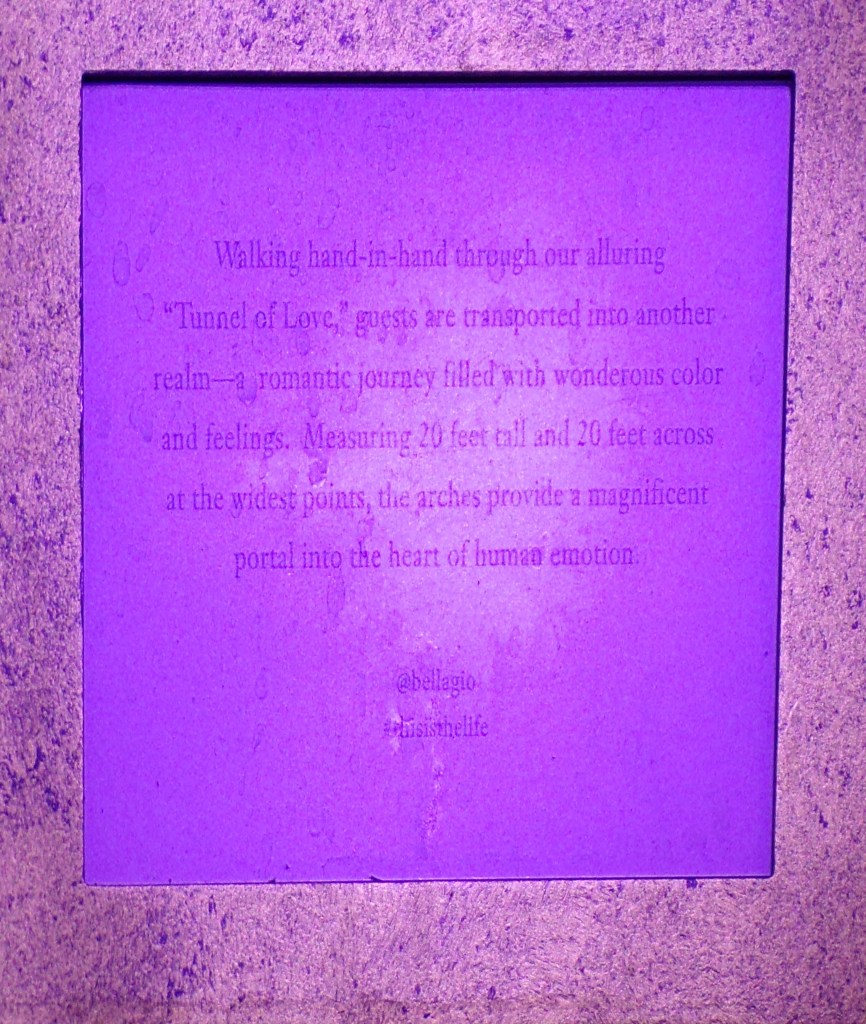 Walking hand-in-hand through our alluring
“Tunnel of Love,” guests are transported into another
realm—a romantic journey filled with wonderous color
and feelings. Measuring 20 feet tall and 20 feet across
at the widest points, the arches provide a magnificent
portal into the heart of human emotion.
@bellagio
#thisisthelife